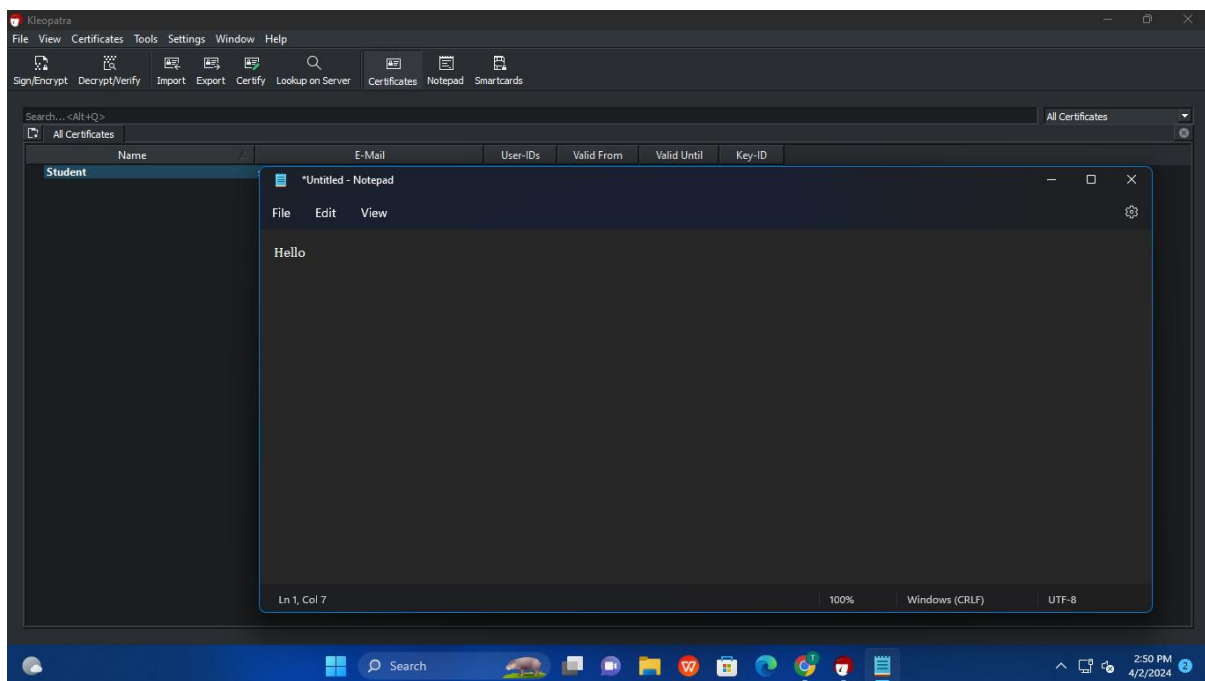 Kleopatra
File View Certificates Tools Settings Window Help
Sign/Encrypt Decrypt/Verify Import Export Certify Lookup on Server Certificates Notepad Smartcards
Search...<Alt+Q> All Certificates
All Certificates
Name E-Mail User-IDs Valid From Valid Until Key-ID
Student
*Untitled - Notepad
File Edit View
Hello
Ln 1, Col 7 100% Windows (CRLF) UTF-8
Search
2:50 PM
4/2/2024 2